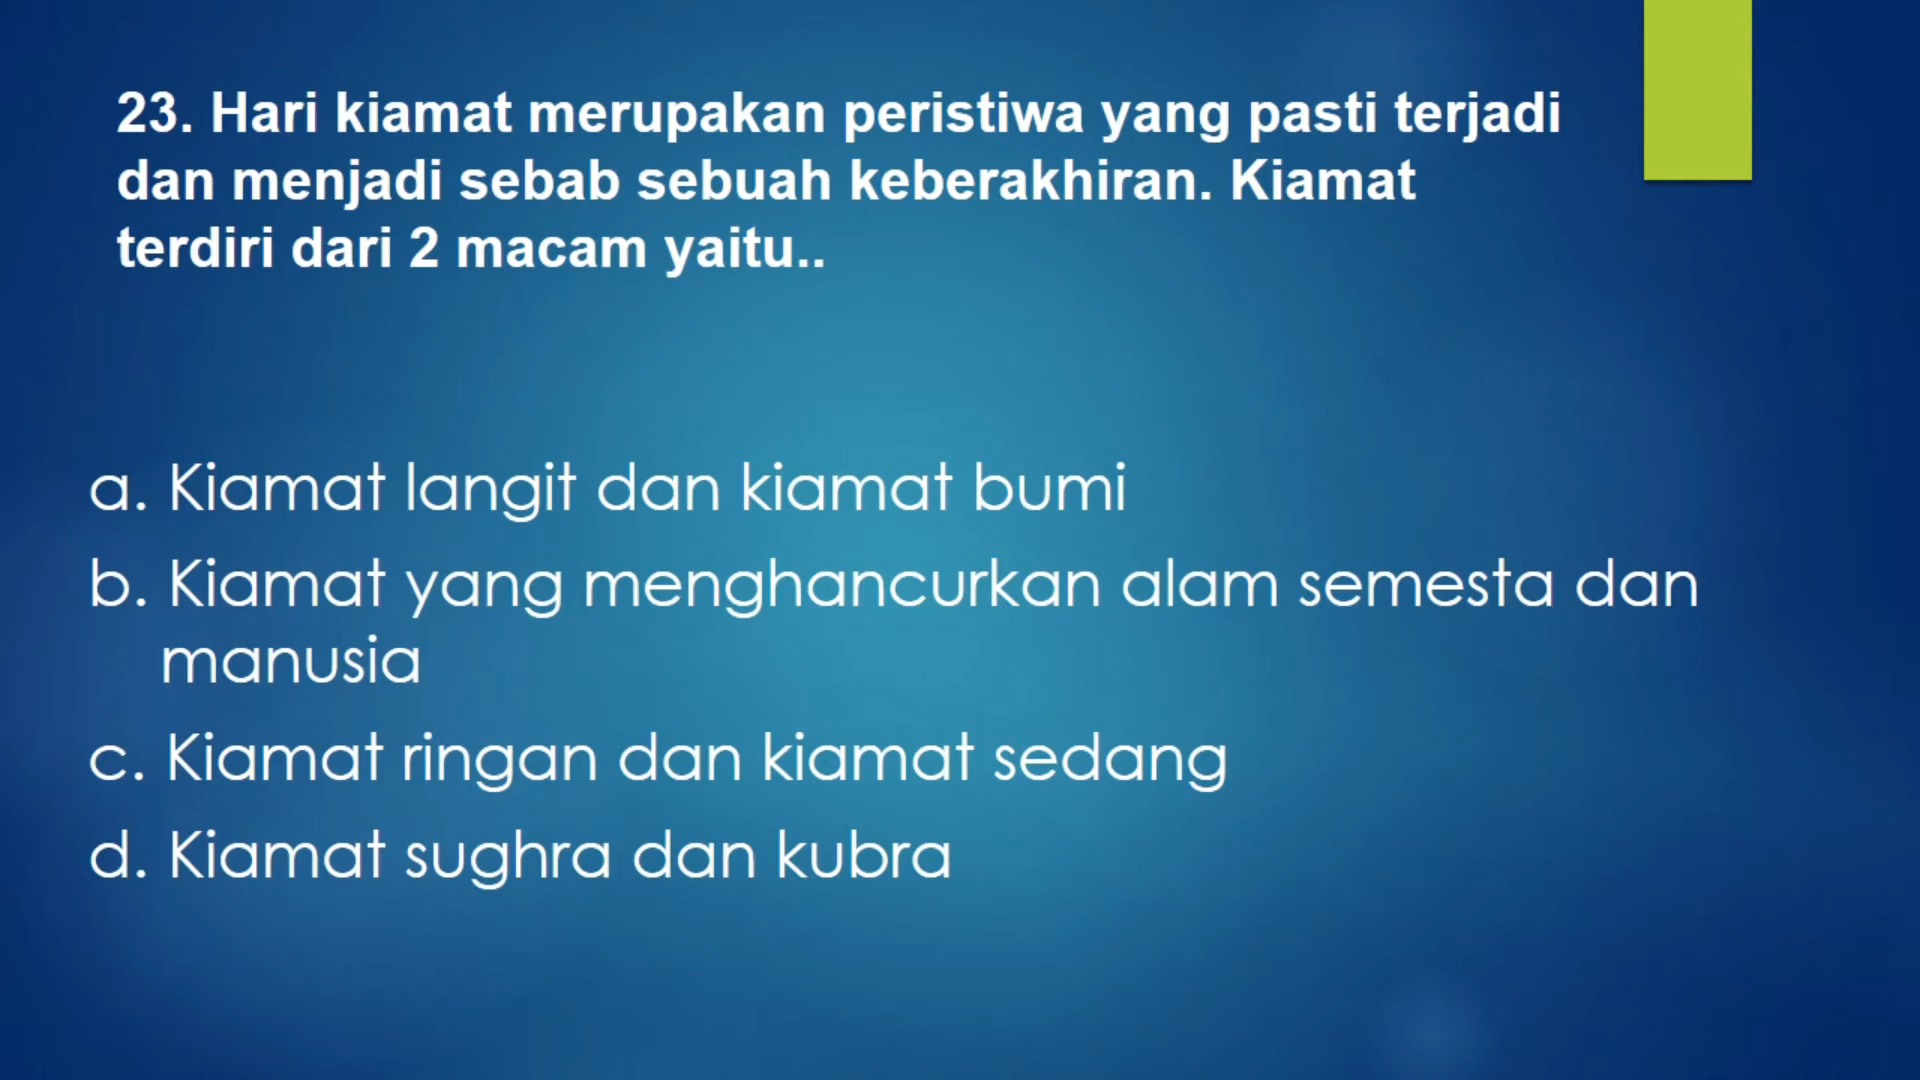 23. Hari kiamat merupakan peristiwa yang pasti terjadi
dan menjadi sebab sebuah keberakhiran. Kiamat
terdiri dari 2 macam yaitu..
a. Kiamat langit dan kiamat bumi
b. Kiamat yang menghancurkan alam semesta dan
manusia
c. Kiamat ringan dan kiamat sedang
d. Kiamat sughra dan kubra